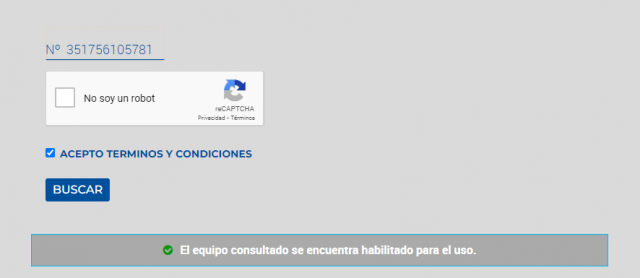 Nº 351756105781
No soy un robot
reCAPTCHA
Privacidad - Términos
ACEPTO TERMINOS Y CONDICIONES
BUSCAR
El equipo consultado se encuentra habilitado para el uso.